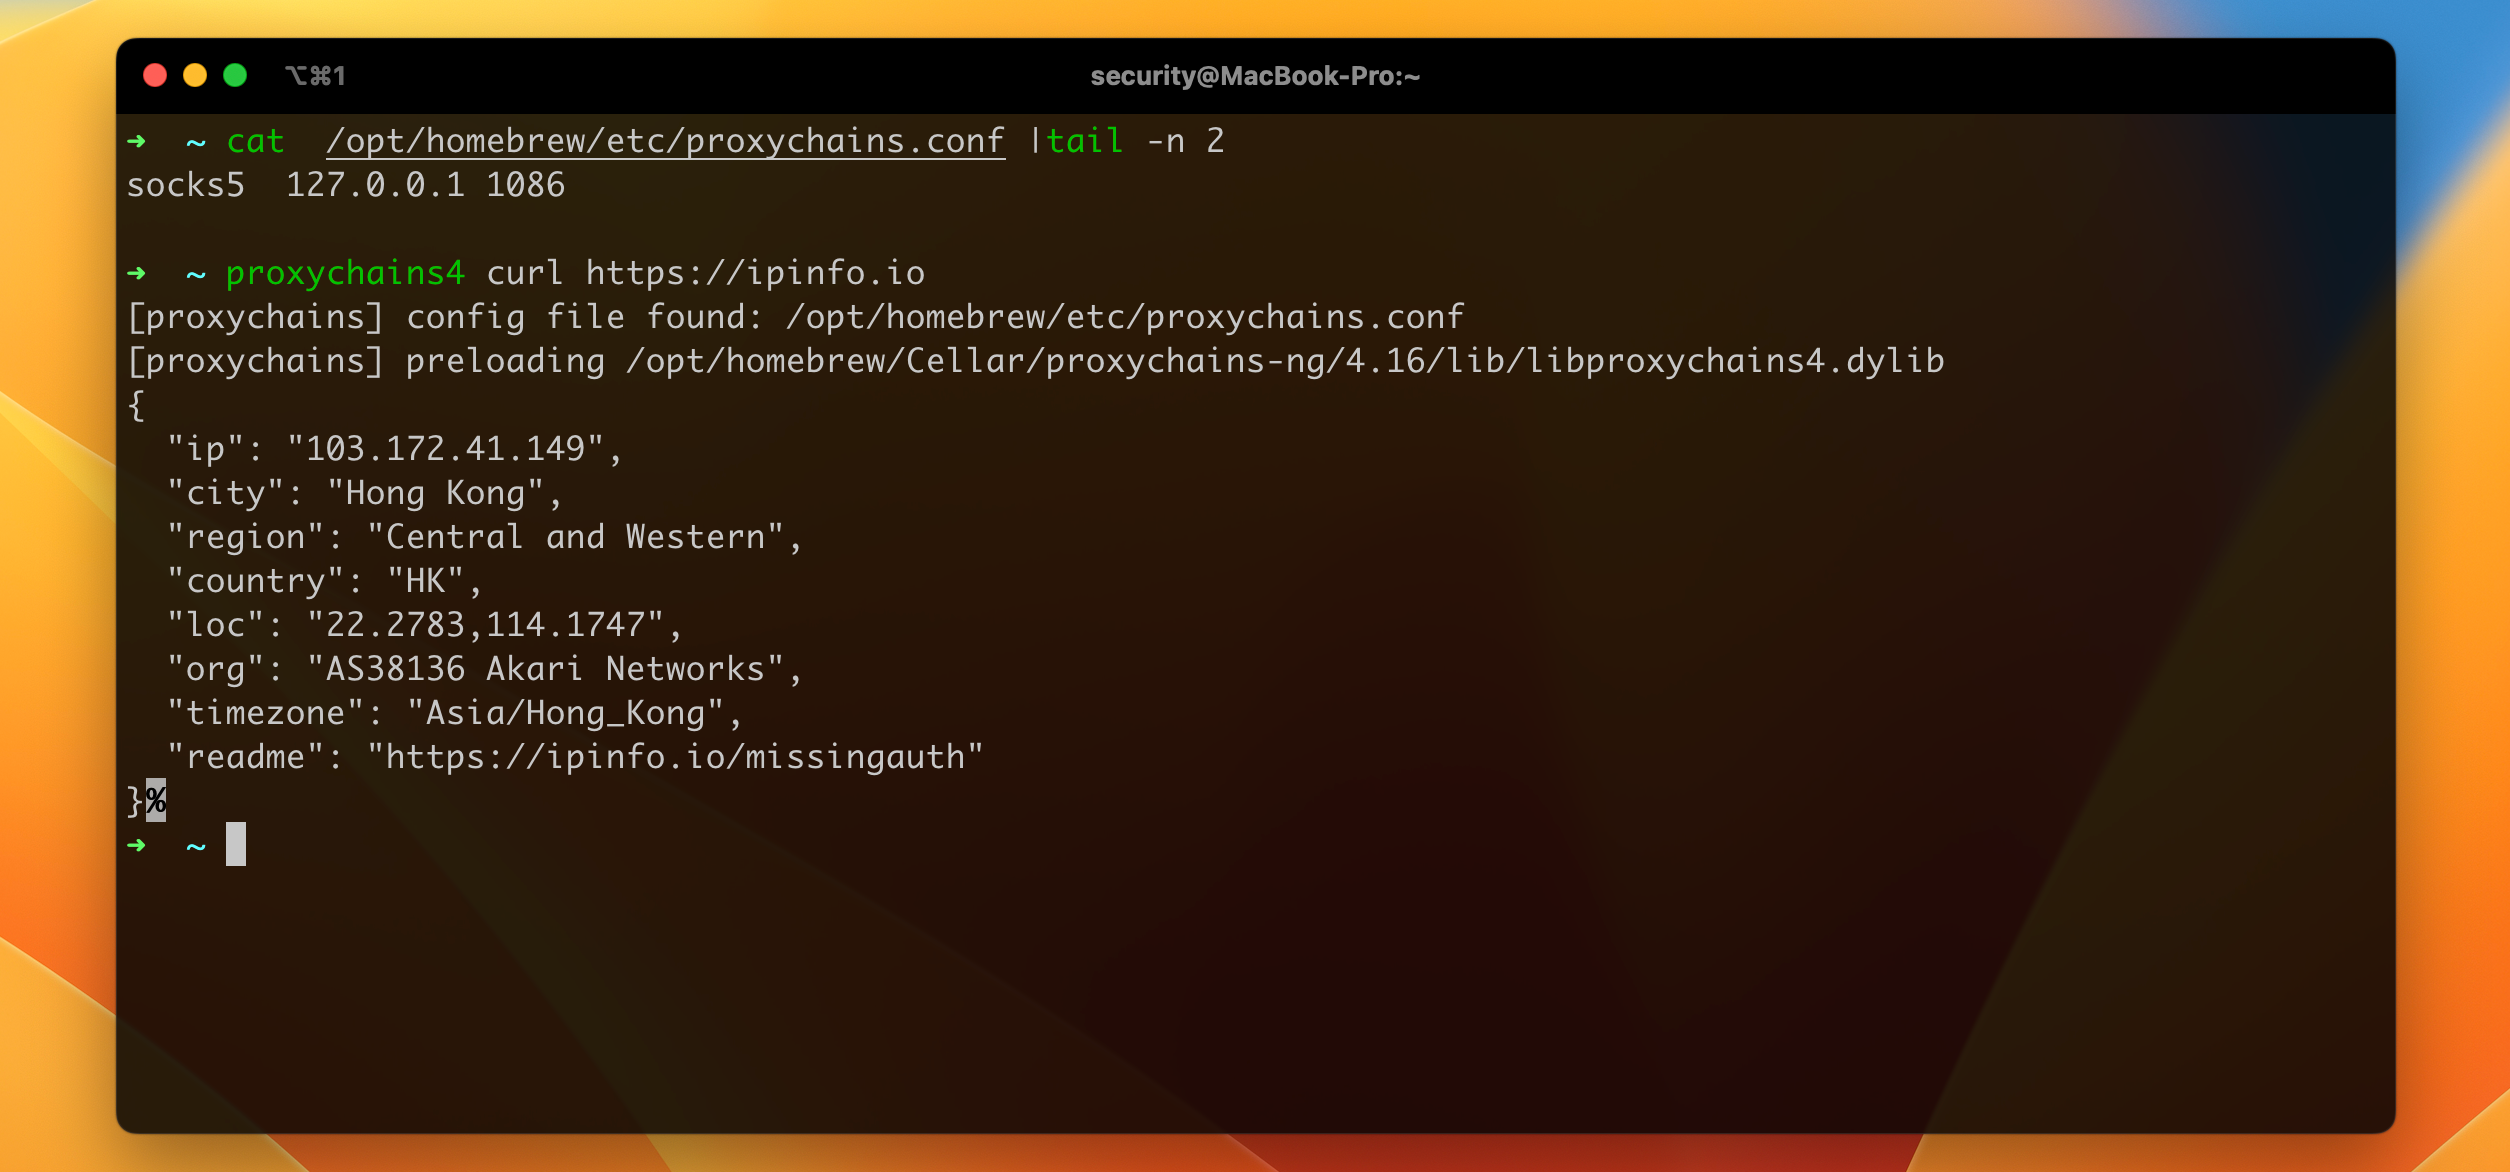 ⌥⌘1 security@MacBook-Pro:~
➜  ~ cat  /opt/homebrew/etc/proxychains.conf |tail -n 2
socks5  127.0.0.1 1086

➜  ~ proxychains4 curl https://ipinfo.io
[proxychains] config file found: /opt/homebrew/etc/proxychains.conf
[proxychains] preloading /opt/homebrew/Cellar/proxychains-ng/4.16/lib/libproxychains4.dylib
{
  "ip": "103.172.41.149",
  "city": "Hong Kong",
  "region": "Central and Western",
  "country": "HK",
  "loc": "22.2783,114.1747",
  "org": "AS38136 Akari Networks",
  "timezone": "Asia/Hong_Kong",
  "readme": "https://ipinfo.io/missingauth"
}%
➜  ~